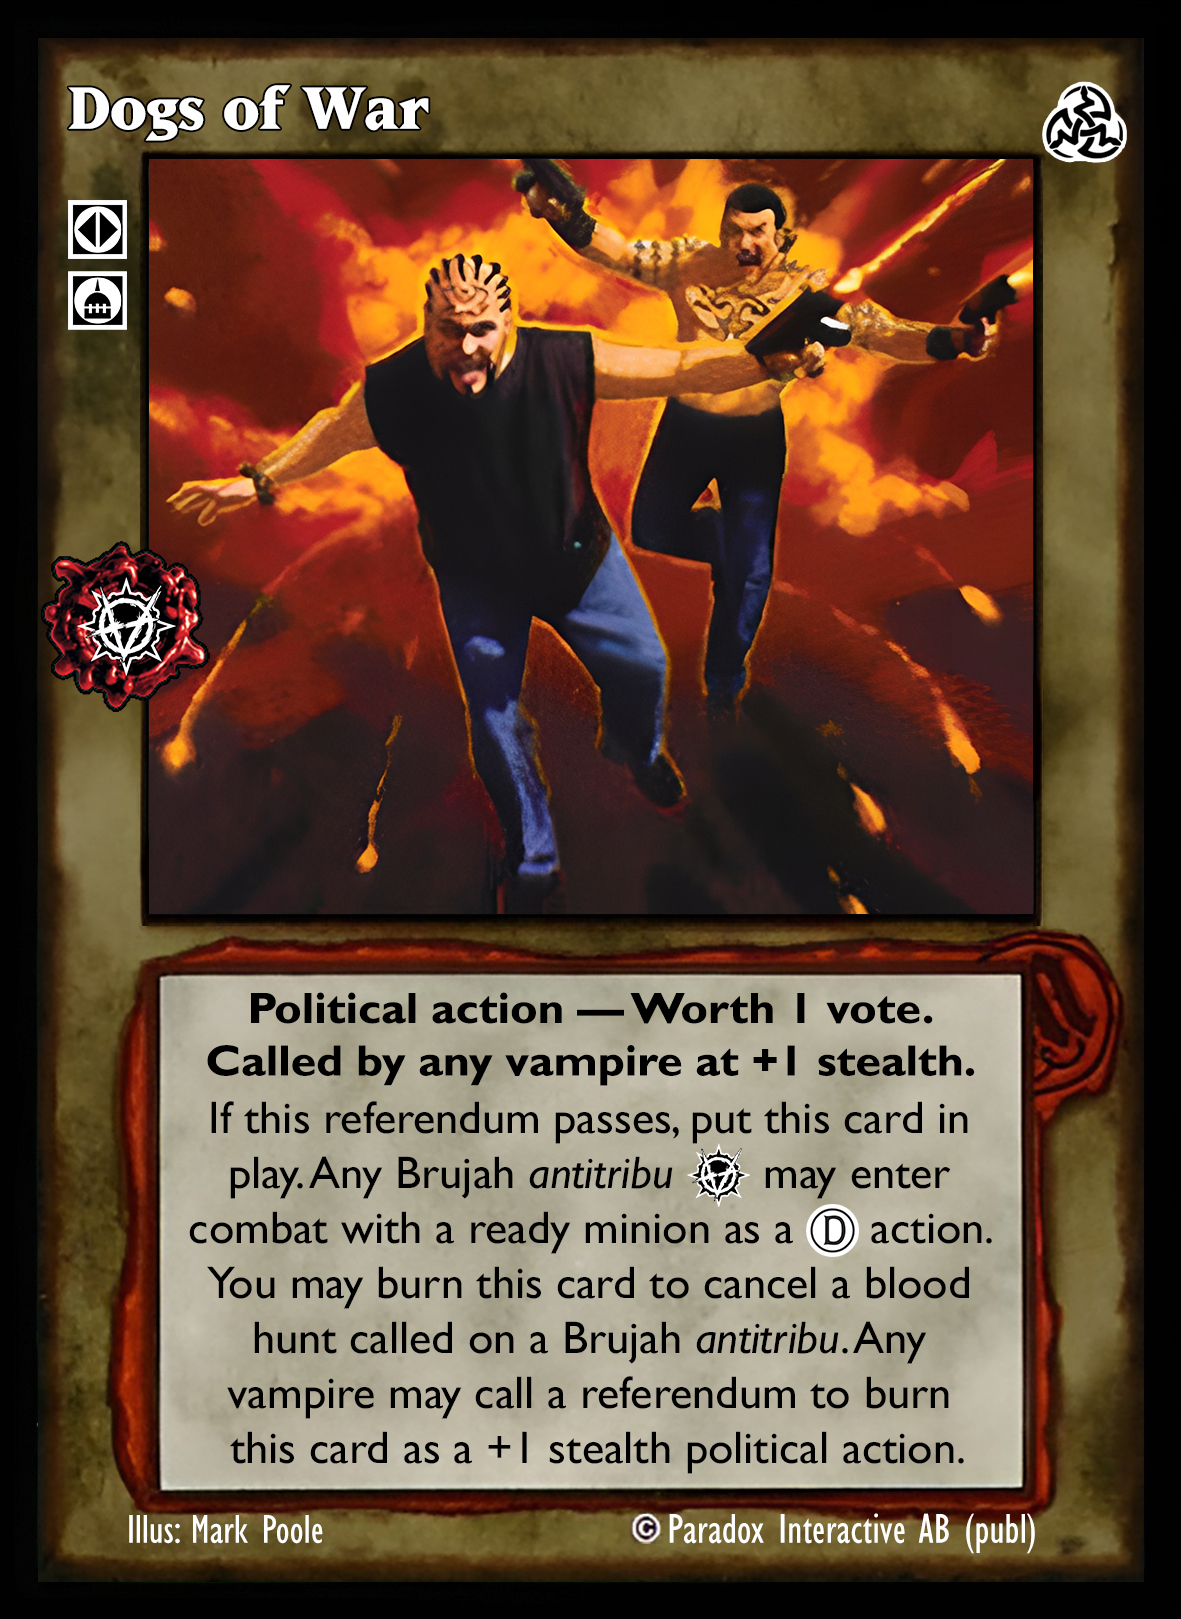 Dogs of War
Political action — Worth 1 vote.
Called by any vampire at +1 stealth.
If this referendum passes, put this card in
play. Any Brujah antitribu may enter
combat with a ready minion as a D action.
You may burn this card to cancel a blood
hunt called on a Brujah antitribu. Any
vampire may call a referendum to burn
this card as a +1 stealth political action.
Illus: Mark Poole
© Paradox Interactive AB (publ)